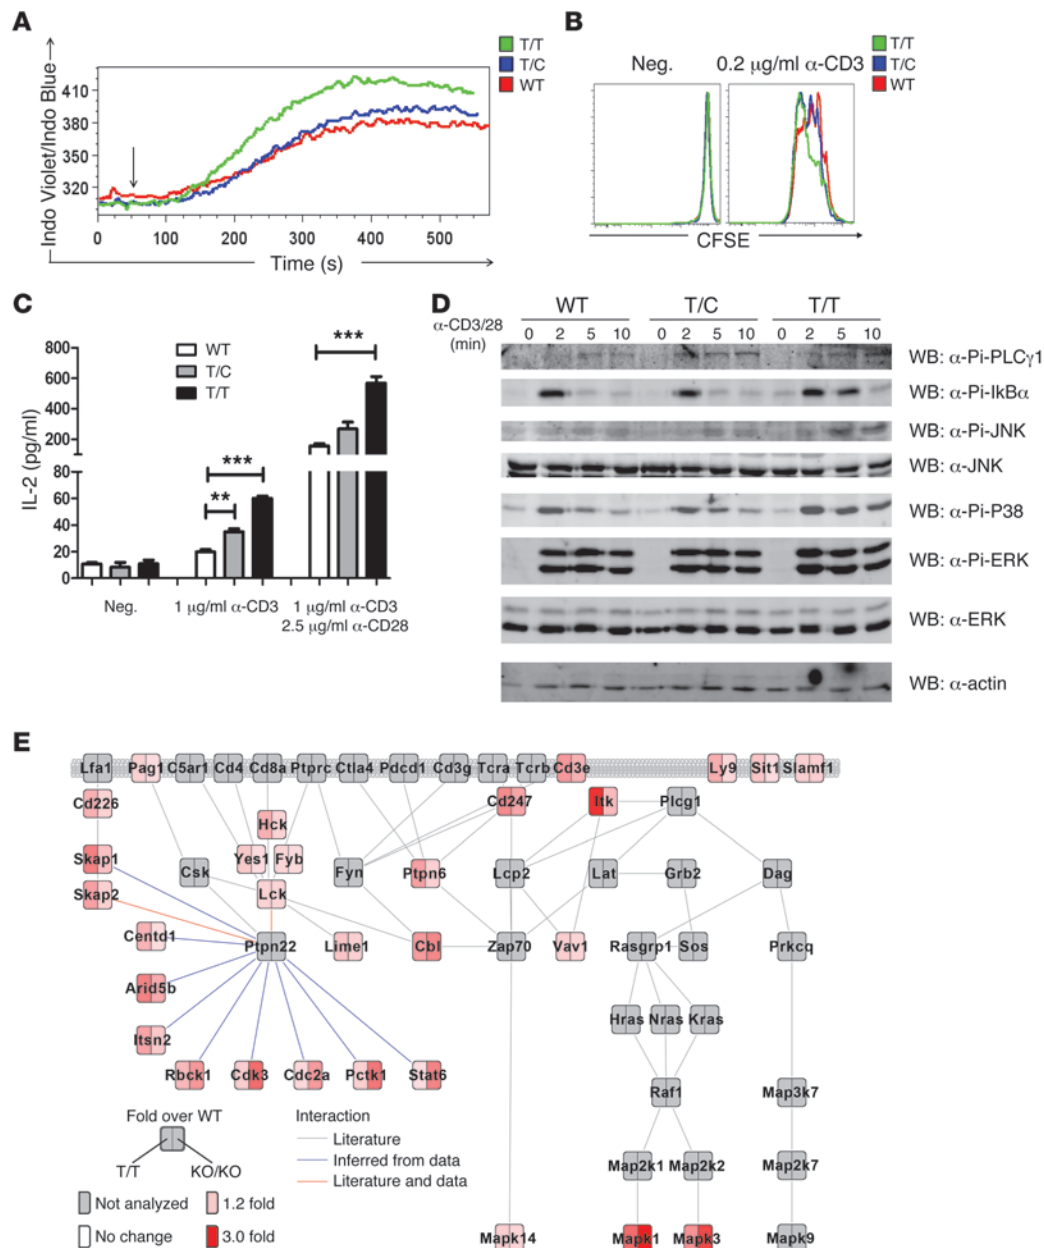 A
Indo Violet/Indo Blue
410
380
350
320
0 100 200 300 400 500
Time (s)
T/T
T/C
WT
B
Neg. 0.2 μg/ml α-CD3
T/T
T/C
WT
CFSE
C
IL-2 (pg/ml)
800
600
400
200
80
60
40
20
0
WT
T/C
T/T
** *** ***
Neg. 1 μg/ml α-CD3 1 μg/ml α-CD3
2.5 μg/ml α-CD28
D
WT T/C T/T
α-CD3/28 0 2 5 10 0 2 5 10 0 2 5 10
(min)
WB: α-Pi-PLCγ1
WB: α-Pi-IkBα
WB: α-Pi-JNK
WB: α-JNK
WB: α-Pi-P38
WB: α-Pi-ERK
WB: α-ERK
WB: α-actin
E
Lfa1 Pag1 C5ar1 Cd4 Cd8a Ptprc Ctla4 Pdcd1 Cd3g Tcra Tcrb Cd3e Ly9 Sit1 Slamf1
Cd226 Cd247 Itk Plcg1
Hck
Skap1 Yes1 Fyb
Csk Fyn Ptpn6 Lcp2 Lat Grb2 Dag
Skap2 Lck
Centd1 Ptpn22 Lime1 Cbl Zap70 Vav1 Rasgrp1 Sos Prkcq
Arid5b
Itsn2 Hras Nras Kras
Rbck1 Cdk3 Cdc2a Pctk1 Stat6
Raf1 Map3k7
Map2k1 Map2k2 Map2k7
Mapk14 Mapk1 Mapk3 Mapk9
Fold over WT
T/T KO/KO
Not analyzed 1.2 fold
No change 3.0 fold
Interaction
Literature
Inferred from data
Literature and data